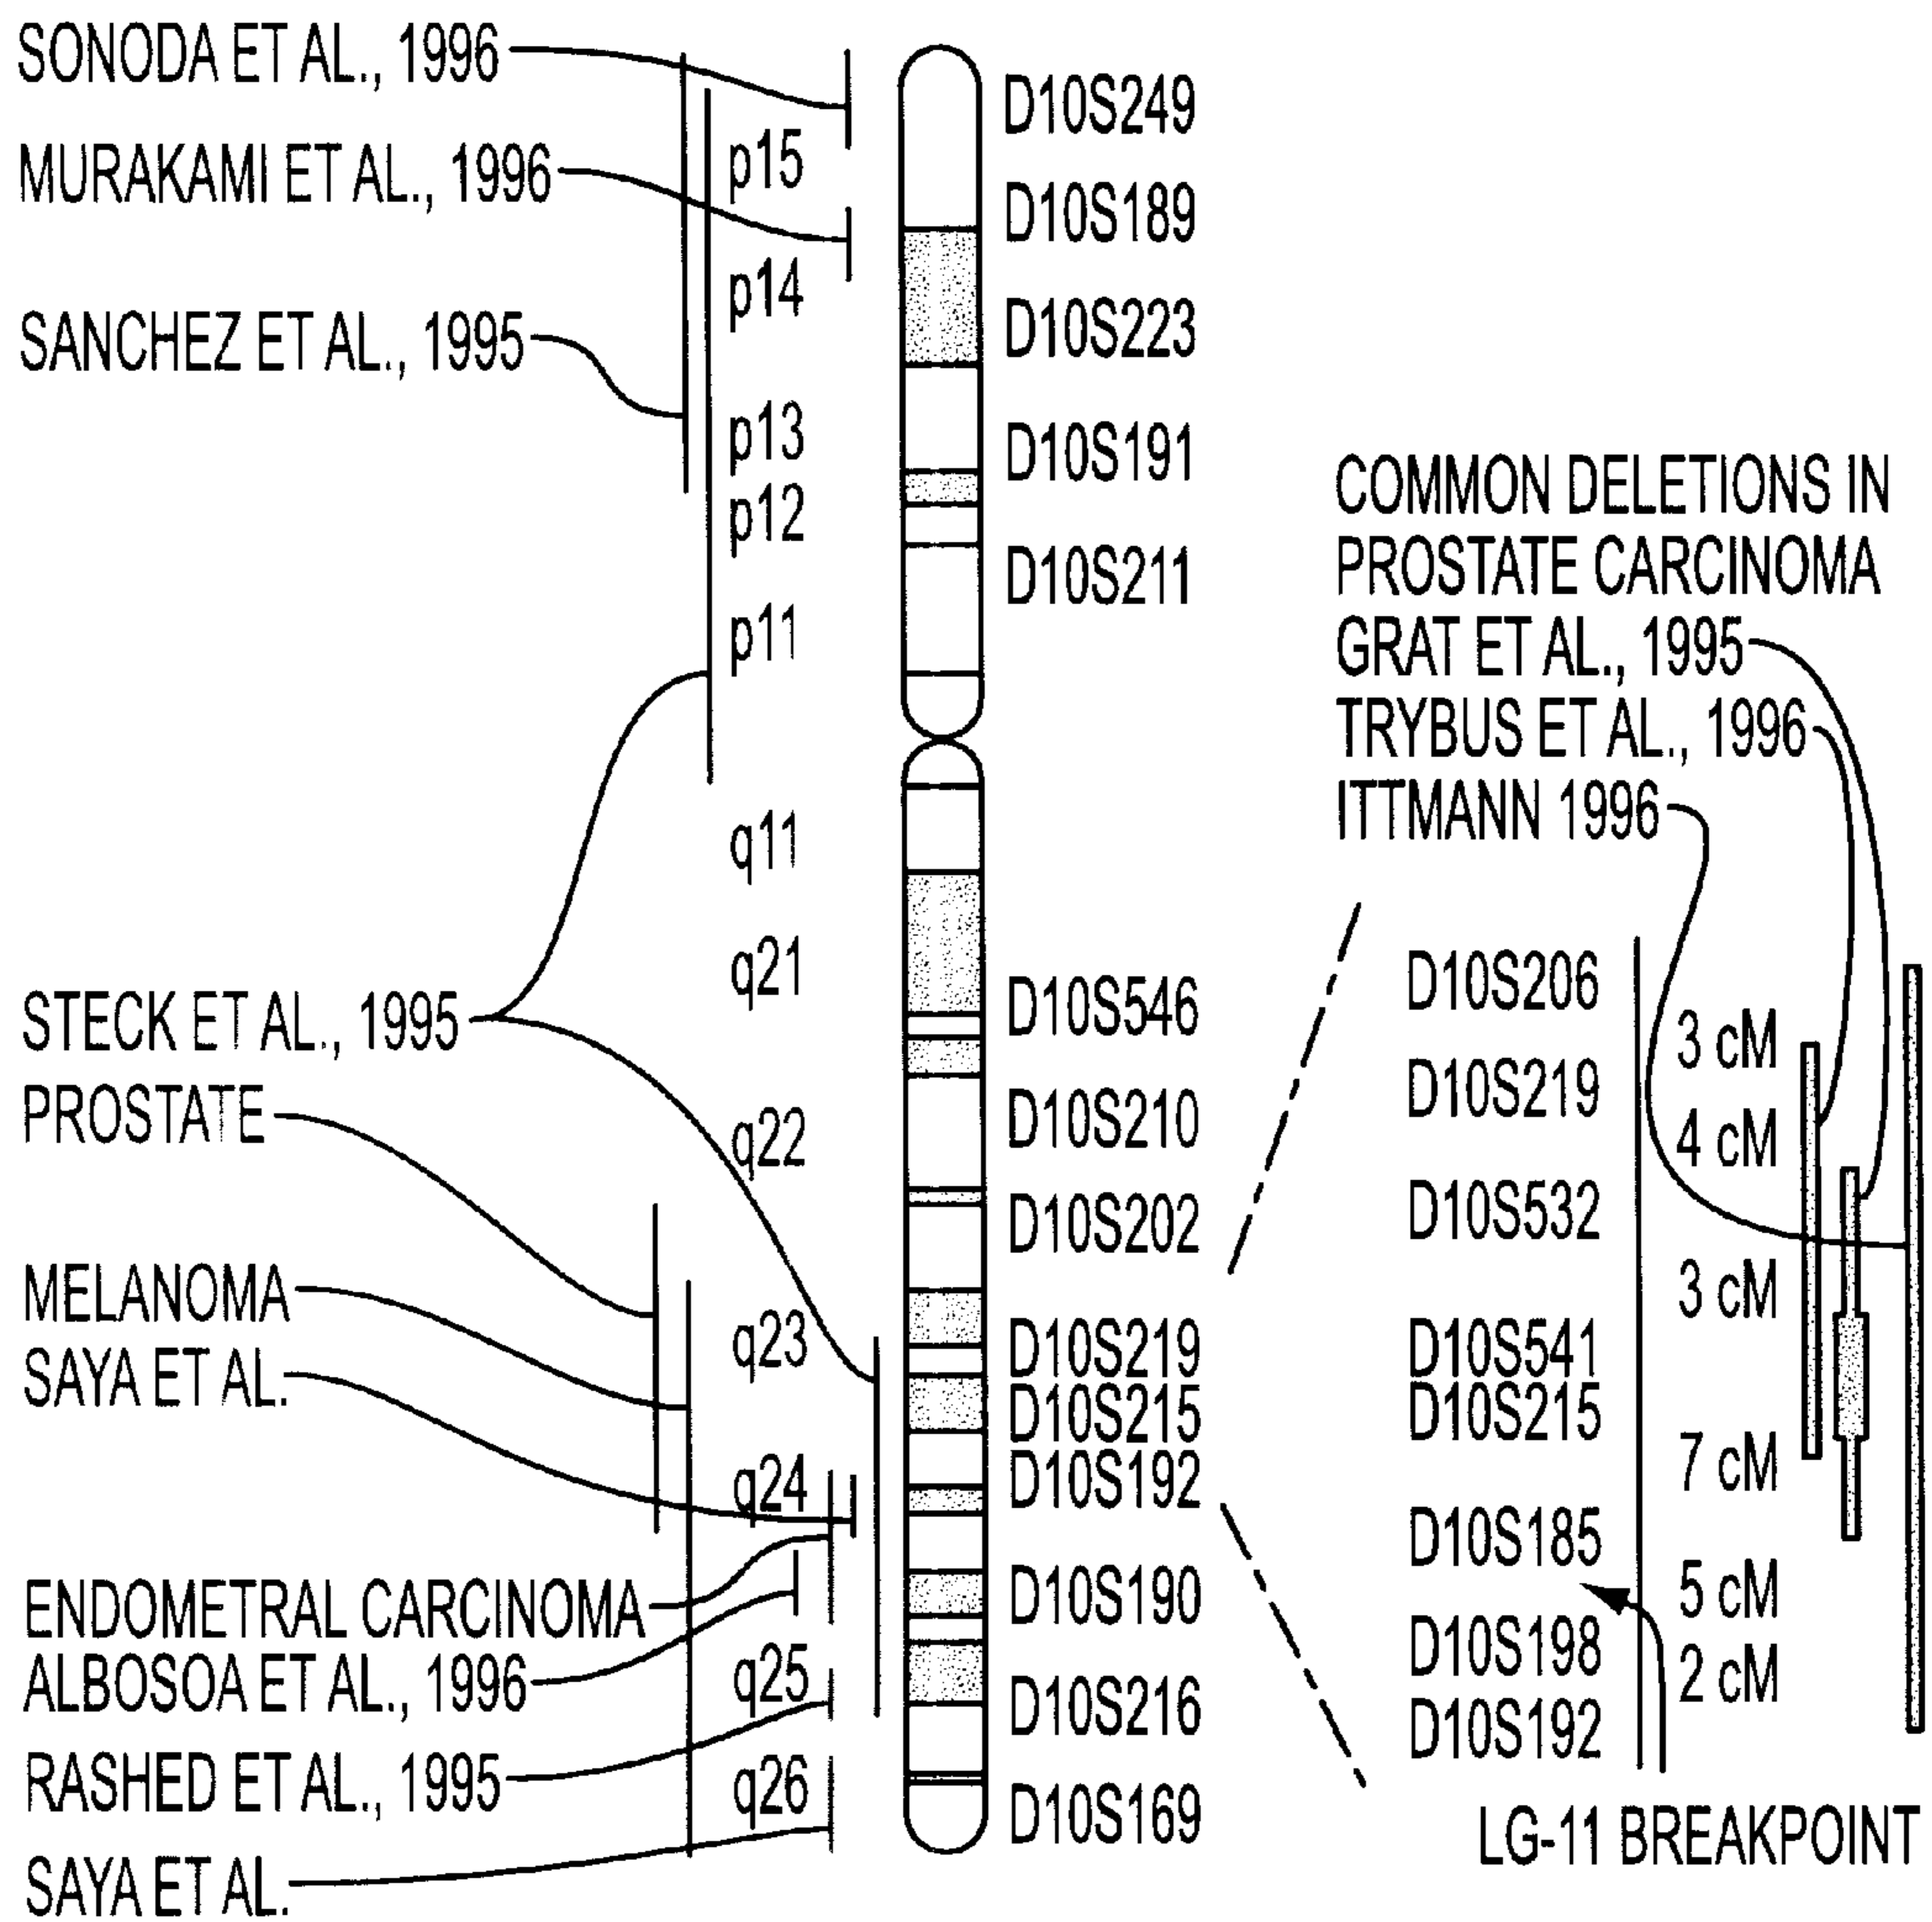 SONODA ET AL., 1996
MURAKAMI ET AL., 1996
SANCHEZ ET AL., 1995
STECK ET AL., 1995
PROSTATE
MELANOMA
SAYA ET AL.
ENDOMETRAL CARCINOMA
ALBOSOA ET AL., 1996
RASHED ET AL., 1995
SAYA ET AL.
p15
p14
p13
p12
p11
q11
q21
q22
q23
q24
q25
q26
D10S249
D10S189
D10S223
D10S191
D10S211
D10S546
D10S210
D10S202
D10S219
D10S215
D10S192
D10S190
D10S216
D10S169
COMMON DELETIONS IN
PROSTATE CARCINOMA
GRAT ET AL., 1995
TRYBUS ET AL., 1996
ITTMANN 1996
D10S206
3 cM
D10S219
4 cM
D10S532
3 cM
D10S541
D10S215
7 cM
D10S185
5 cM
D10S198
2 cM
D10S192
LG-11 BREAKPOINT